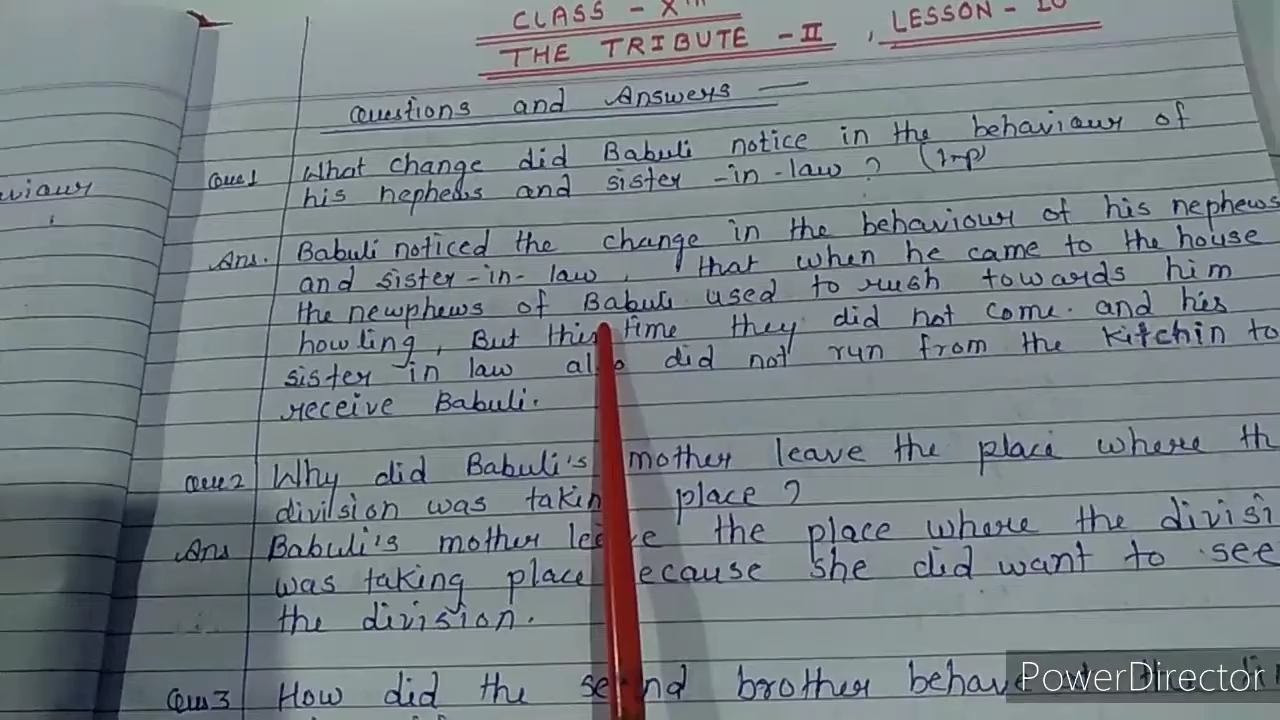 CLASS - XIth
THE TRIBUTE - II , LESSON - 10
Questions and Answers —
Que1 What change did Babuli notice in the behaviour of
his nephews and sister -in-law ? (Imp)
Ans. Babuli noticed the change in the behaviour of his nephews
and sister-in-law, that when he came to the house
the newphews of Babuli used to rush towards him
howling, But this time they did not come. and his
sister in law also did not run from the kitchin to
receive Babuli.
Que2 Why did Babuli's mother leave the place where th
division was taking place ?
Ans Babuli's mother leave the place where the divisi
was taking place because she did want to see
the division.
Que3 How did the second brother behave
PowerDirector